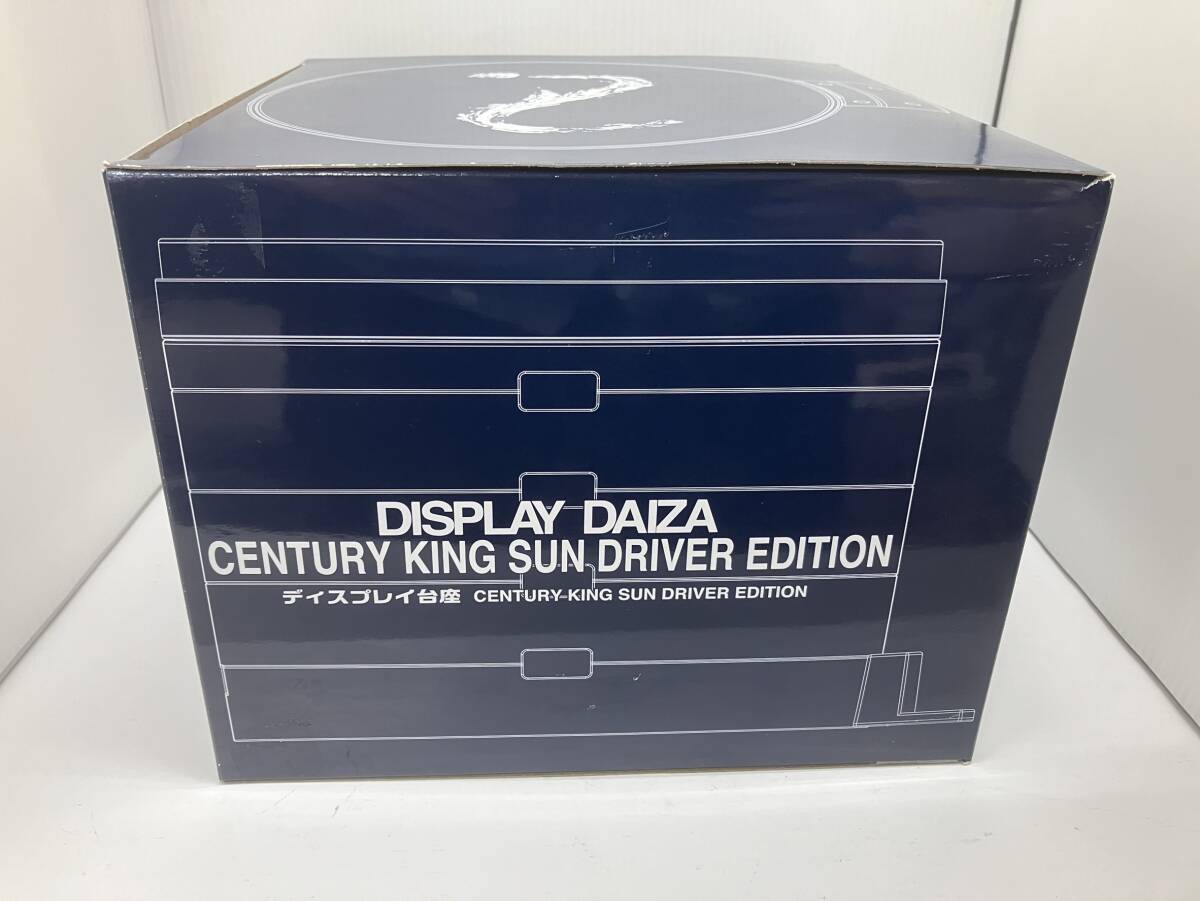 DISPLAY DAIZA
CENTURY KING SUN DRIVER EDITION
ディスプレイ台座 CENTURY KING SUN DRIVER EDITION